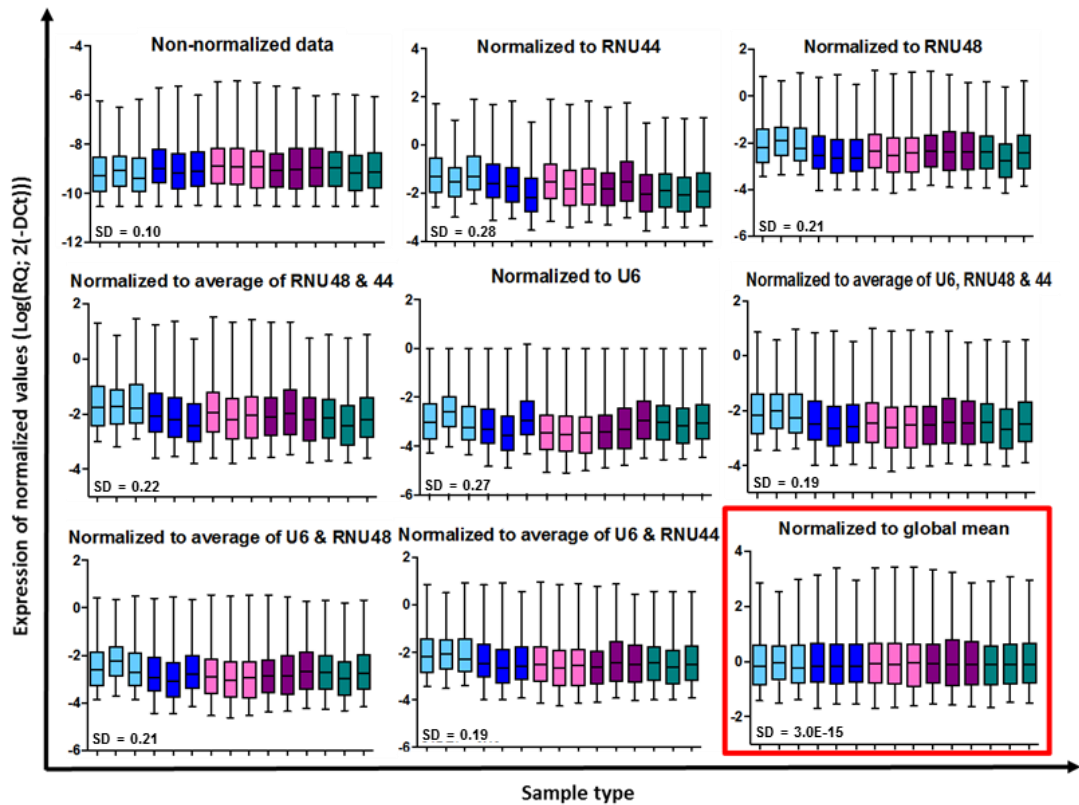 Expression of normalized values (Log(RQ; 2(-DCt)))
Non-normalized data
-4
-6
-8
-10
-12
SD = 0.10
Normalized to RNU44
4
2
0
-2
-4
SD = 0.28
Normalized to RNU48
2
0
-2
-4
-6
SD = 0.21
Normalized to average of RNU48 & 44
2
0
-2
-4
SD = 0.22
Normalized to U6
2
0
-2
-4
-6
SD = 0.27
Normalized to average of U6, RNU48 & 44
2
0
-2
-4
SD = 0.19
Normalized to average of U6 & RNU48
2
0
-2
-4
-6
SD = 0.21
Normalized to average of U6 & RNU44
2
0
-2
-4
-6
SD = 0.19
Normalized to global mean
4
2
0
-2
SD = 3.0E-15
Sample type